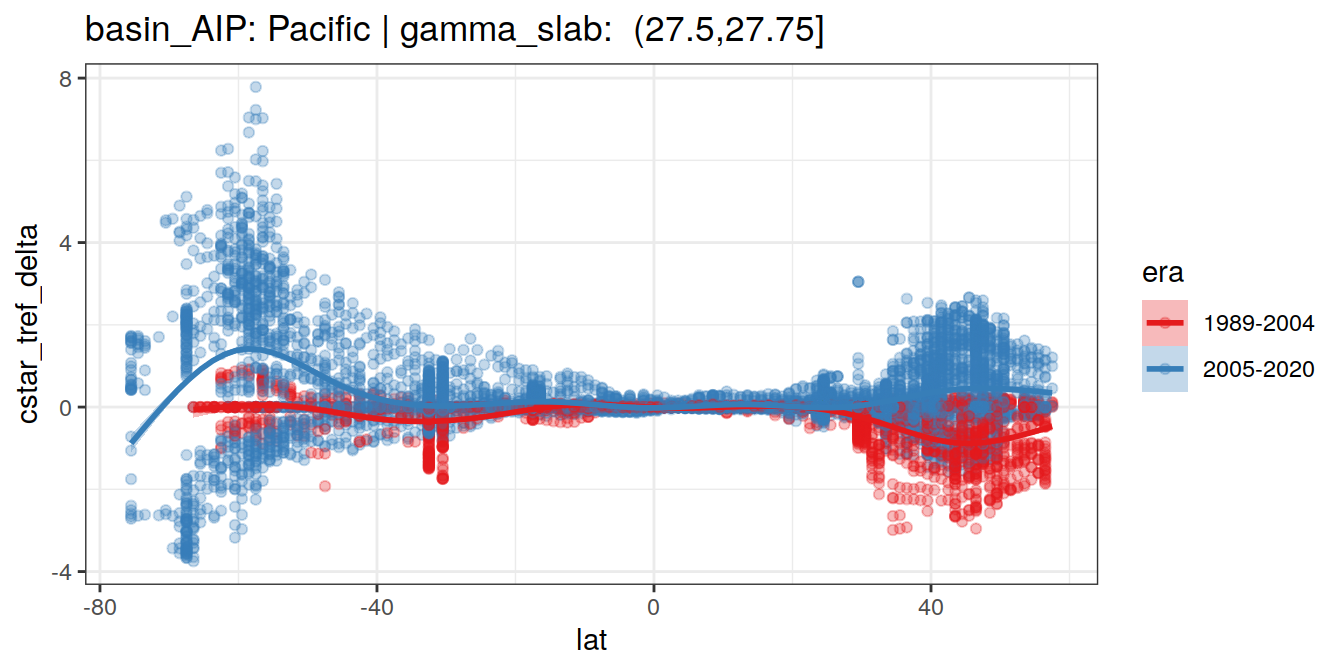 basin_AIP: Pacific | gamma_slab:  (27.5,27.75]
8
4
0
-4
cstar_tref_delta
-80
-40
0
40
lat
era
1989-2004
2005-2020